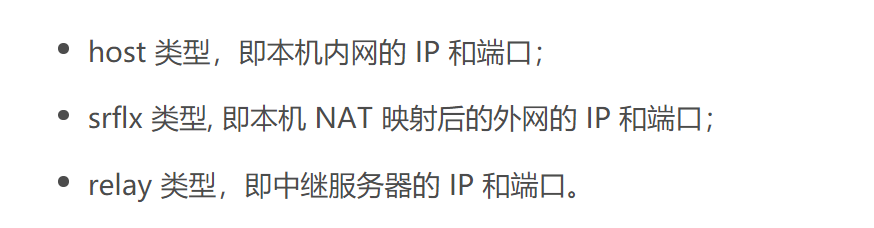 • host 类型，即本机内网的 IP 和端口；
• srflx 类型, 即本机 NAT 映射后的外网的 IP 和端口；
• relay 类型，即中继服务器的 IP 和端口。